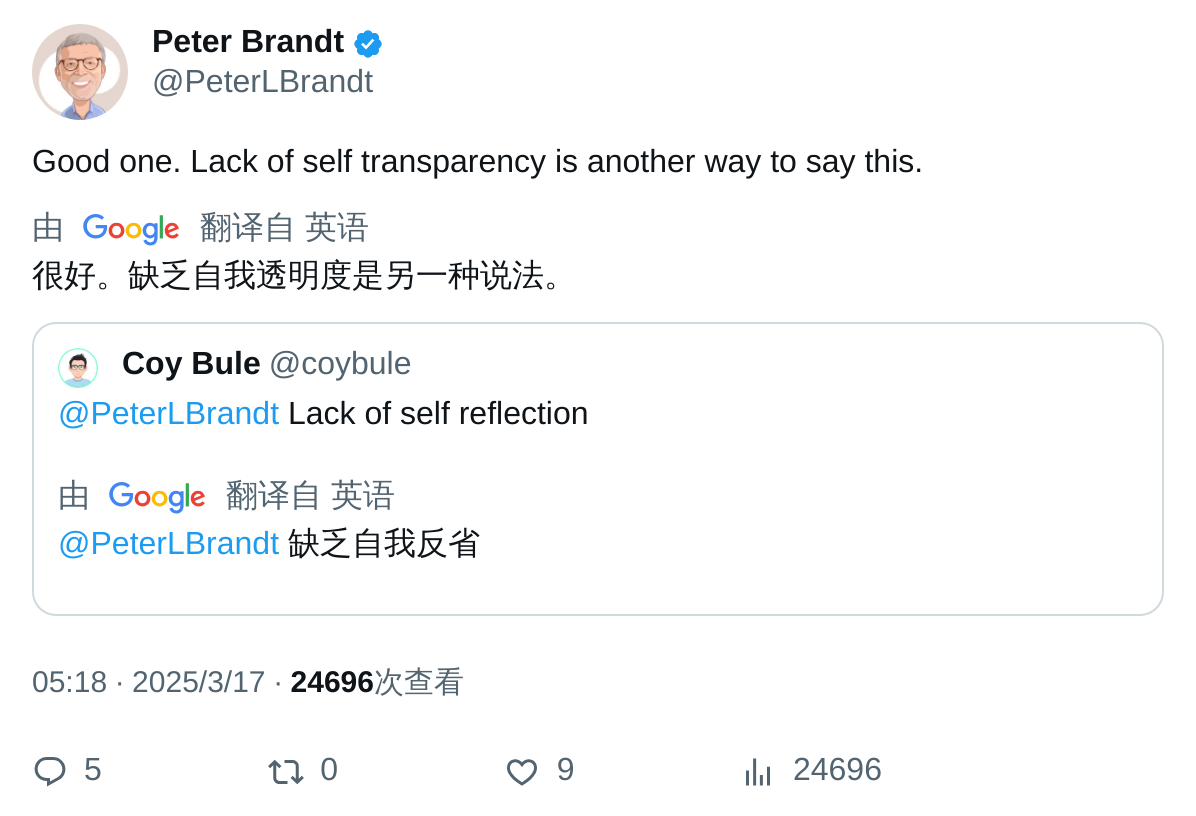 Peter Brandt
@PeterLBrandt
Good one. Lack of self transparency is another way to say this.
由 Google 翻译自 英语
很好。缺乏自我透明度是另一种说法。
Coy Bule @coybule
@PeterLBrandt Lack of self reflection
由 Google 翻译自 英语
@PeterLBrandt 缺乏自我反省
05:18 · 2025/3/17 · 24696次查看
5 0 9 24696